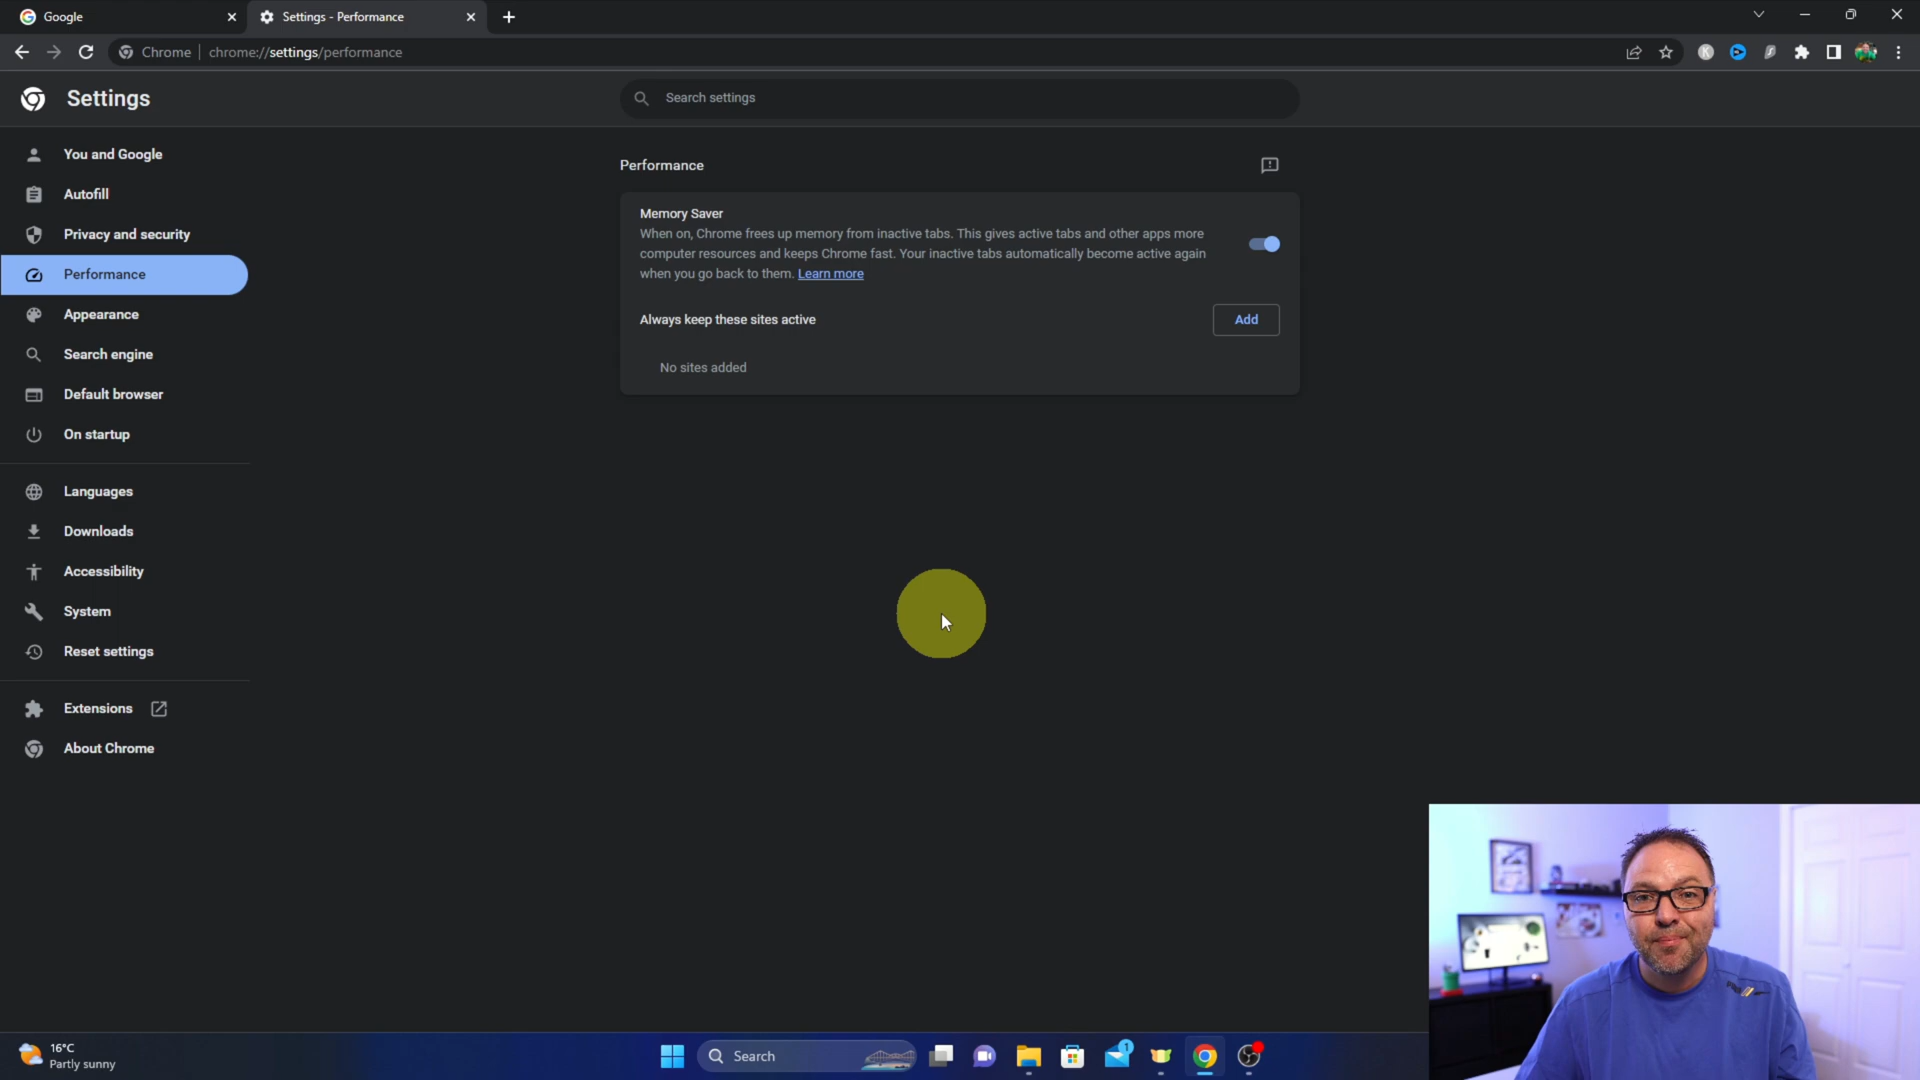 Google
Settings - Performance
Chrome | chrome://settings/performance
Settings
Search settings
You and Google
Autofill
Privacy and security
Performance
Appearance
Search engine
Default browser
On startup
Languages
Downloads
Accessibility
System
Reset settings
Extensions
About Chrome
Performance
Memory Saver
When on, Chrome frees up memory from inactive tabs. This gives active tabs and other apps more
computer resources and keeps Chrome fast. Your inactive tabs automatically become active again
when you go back to them. Learn more
Always keep these sites active
Add
No sites added
16°C
Partly sunny
Search
1